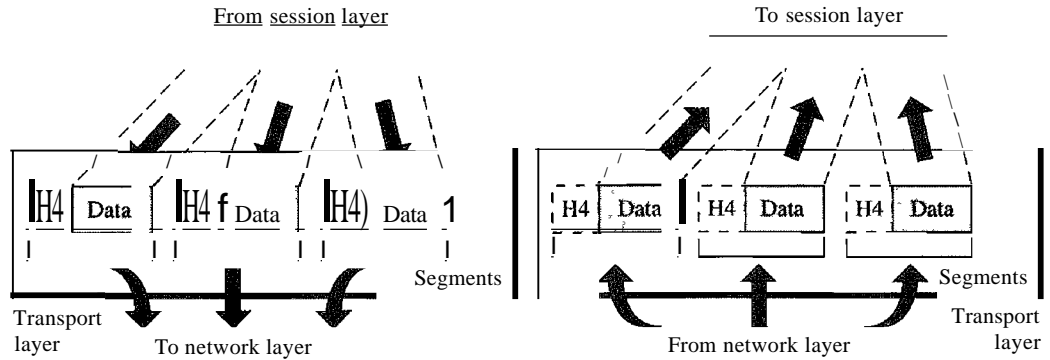 From session layer
To session layer
H4 Data H4 f Data H4) Data 1
H4 Data H4 Data H4 Data
Segments
Segments
Transport
layer
To network layer
From network layer
Transport
layer